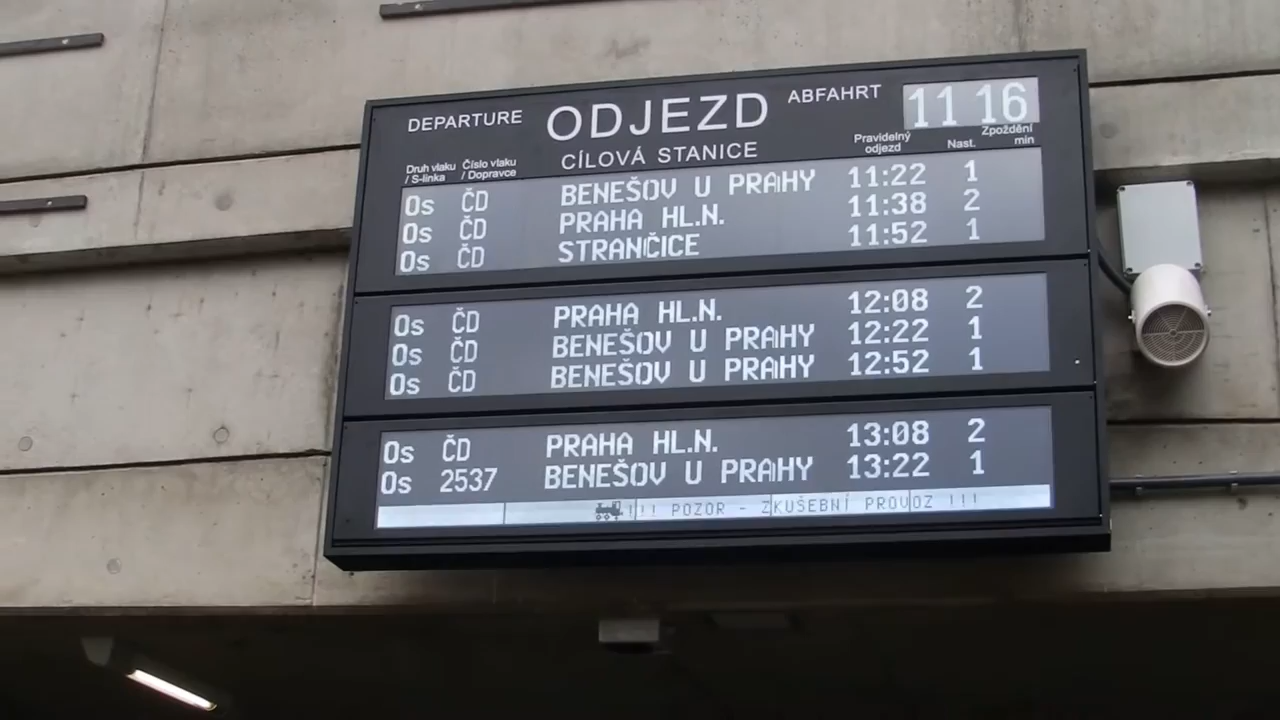 DEPARTURE ODJEZD ABFAHRT 11 16
Druh vlaku / S-linka Číslo vlaku / Dopravce CÍLOVÁ STANICE Pravidelný odjezd Nast. Zpoždění min
Os ČD BENEŠOV U PRAHY 11:22 1
Os ČD PRAHA HL.N. 11:38 2
Os ČD STRANČICE 11:52 1
Os ČD PRAHA HL.N. 12:08 2
Os ČD BENEŠOV U PRAHY 12:22 1
Os ČD BENEŠOV U PRAHY 12:52 1
Os ČD PRAHA HL.N. 13:08 2
Os 2537 BENEŠOV U PRAHY 13:22 1
!!! POZOR - ZKUŠEBNÍ PROVOZ !!!